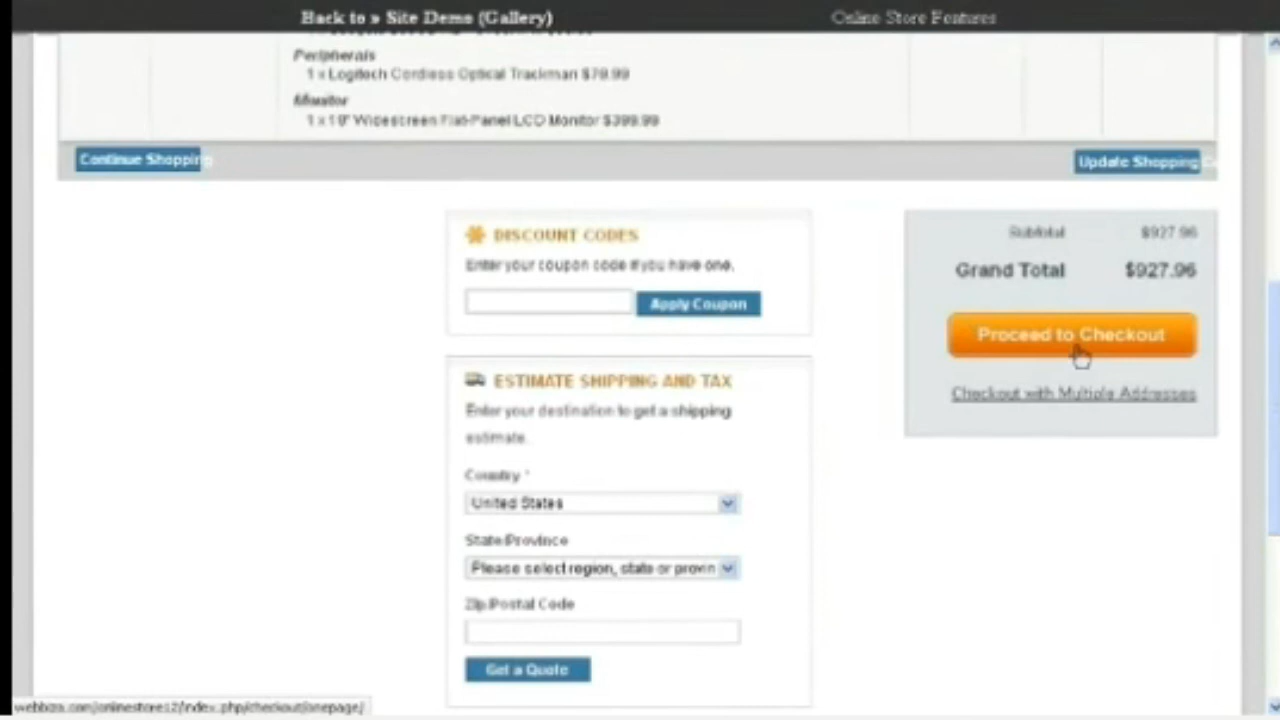 Back to » Site Demo (Gallery)
Online Store Features
Peripherals
1 x Logitech Cordless Optical Trackman $79.99
Monitor
1 x 19" Widescreen Flat-Panel LCD Monitor $399.99
Continue Shopping
Update Shopping
DISCOUNT CODES
Enter your coupon code if you have one.
Apply Coupon
Subtotal $927.96
Grand Total $927.96
Proceed to Checkout
Checkout with Multiple Addresses
ESTIMATE SHIPPING AND TAX
Enter your destination to get a shipping
estimate.
Country *
United States
State/Province
Please select region, state or provin
Zip/Postal Code
Get a Quote